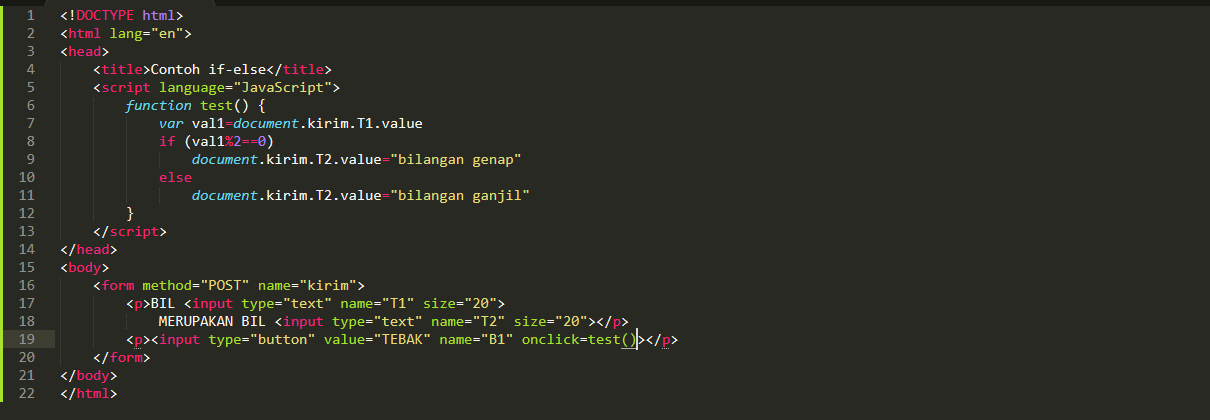 1 <!DOCTYPE html>
2 <html lang="en">
3 <head>
4     <title>Contoh if-else</title>
5     <script language="JavaScript">
6         function test() {
7             var val1=document.kirim.T1.value
8             if (val1%2==0)
9                 document.kirim.T2.value="bilangan genap"
10             else
11                 document.kirim.T2.value="bilangan ganjil"
12         }
13     </script>
14 </head>
15 <body>
16     <form method="POST" name="kirim">
17         <p>BIL <input type="text" name="T1" size="20">
18             MERUPAKAN BIL <input type="text" name="T2" size="20"></p>
19         <p><input type="button" value="TEBAK" name="B1" onclick=test()></p>
20     </form>
21 </body>
22 </html>